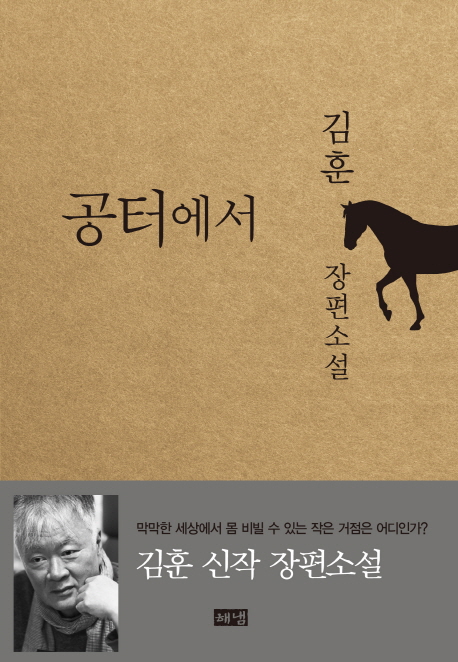 김훈
공터에서
장편소설
막막한 세상에서 몸 비빌 수 있는 작은 거점은 어디인가?
김훈 신작 장편소설
해냄